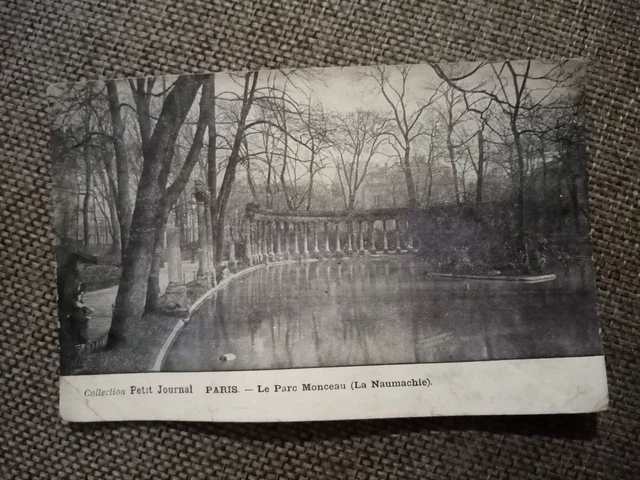 Collection Petit Journal PARIS. — Le Parc Monceau (La Naumachie).